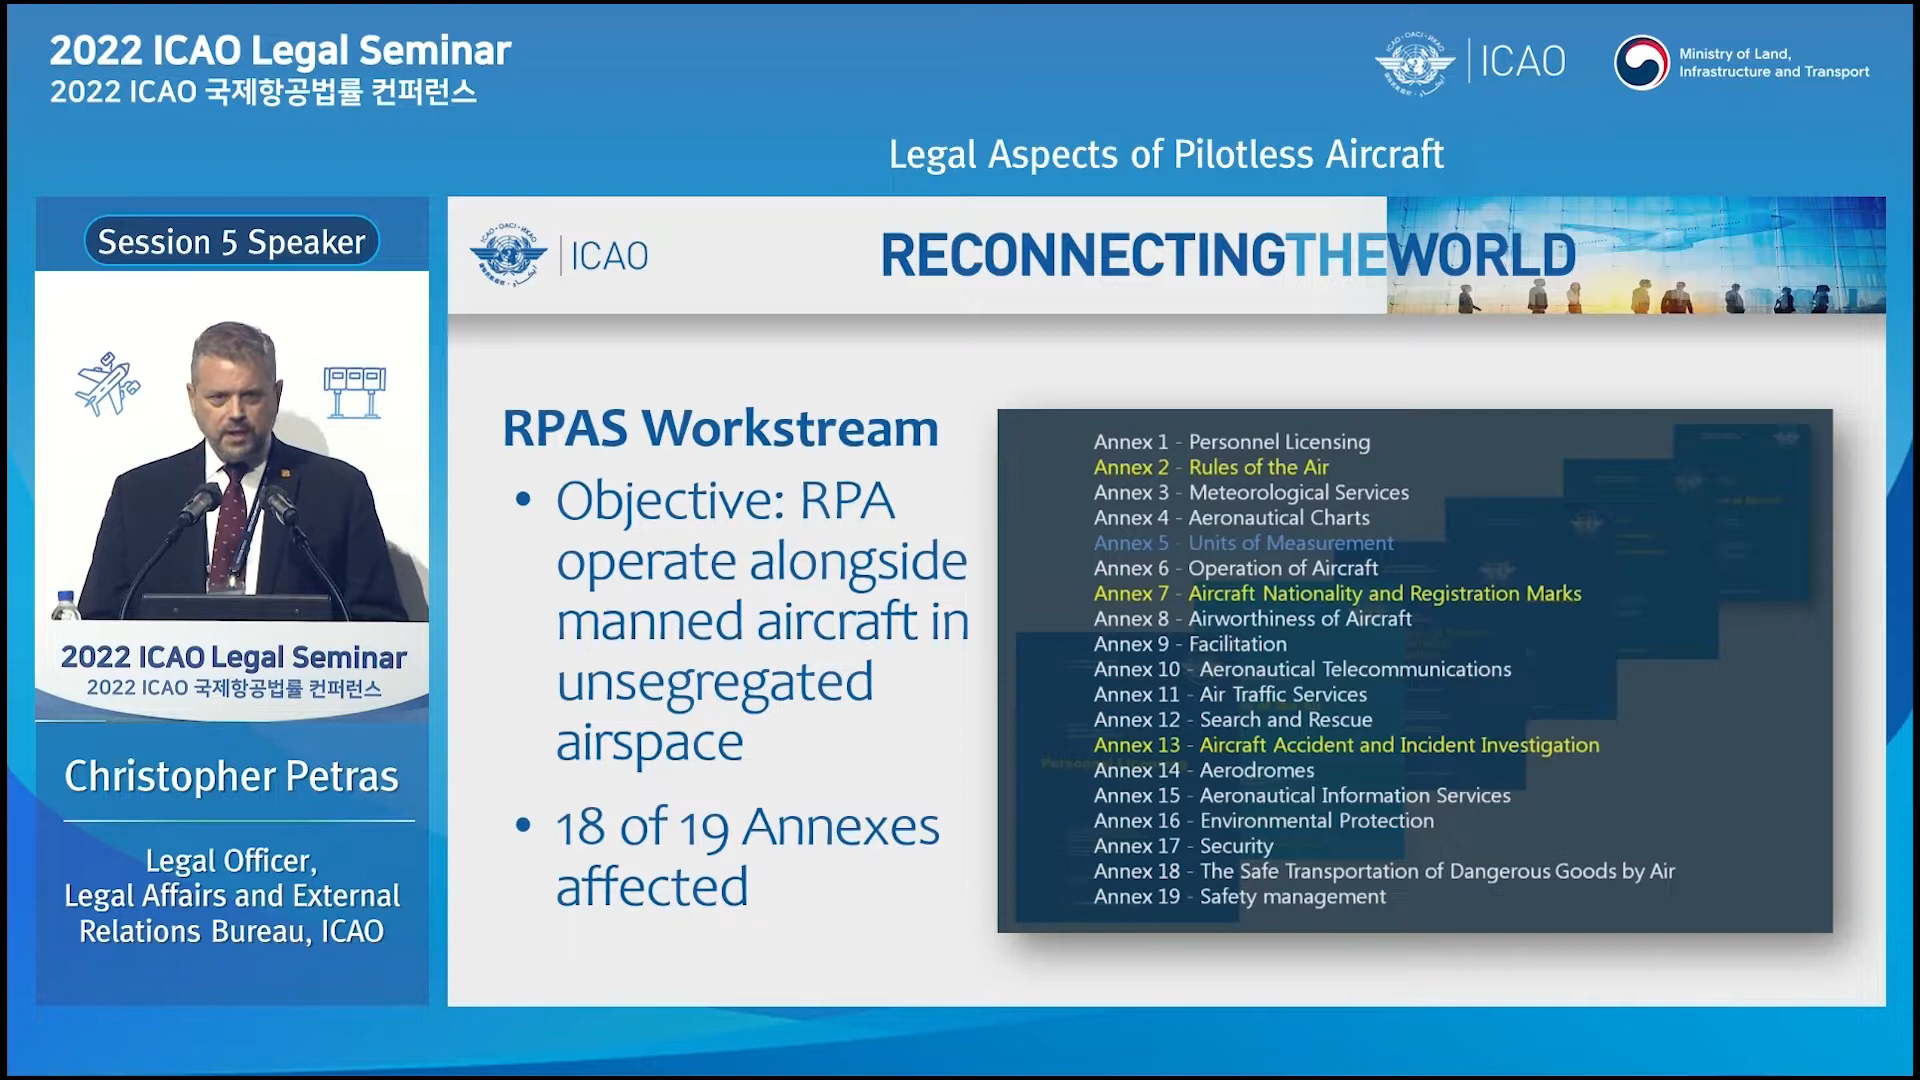 2022 ICAO Legal Seminar
2022 ICAO 국제항공법률 컨퍼런스
ICAO
Ministry of Land,
Infrastructure and Transport
Legal Aspects of Pilotless Aircraft
Session 5 Speaker
2022 ICAO Legal Seminar
2022 ICAO 국제항공법률 컨퍼런스
Christopher Petras
Legal Officer,
Legal Affairs and External
Relations Bureau, ICAO
ICAO
RECONNECTINGTHEWORLD
RPAS Workstream
• Objective: RPA
operate alongside
manned aircraft in
unsegregated
airspace
• 18 of 19 Annexes
affected
Annex 1 - Personnel Licensing
Annex 2 - Rules of the Air
Annex 3 - Meteorological Services
Annex 4 - Aeronautical Charts
Annex 5 - Units of Measurement
Annex 6 - Operation of Aircraft
Annex 7 - Aircraft Nationality and Registration Marks
Annex 8 - Airworthiness of Aircraft
Annex 9 - Facilitation
Annex 10 - Aeronautical Telecommunications
Annex 11 - Air Traffic Services
Annex 12 - Search and Rescue
Annex 13 - Aircraft Accident and Incident Investigation
Annex 14 - Aerodromes
Annex 15 - Aeronautical Information Services
Annex 16 - Environmental Protection
Annex 17 - Security
Annex 18 - The Safe Transportation of Dangerous Goods by Air
Annex 19 - Safety management